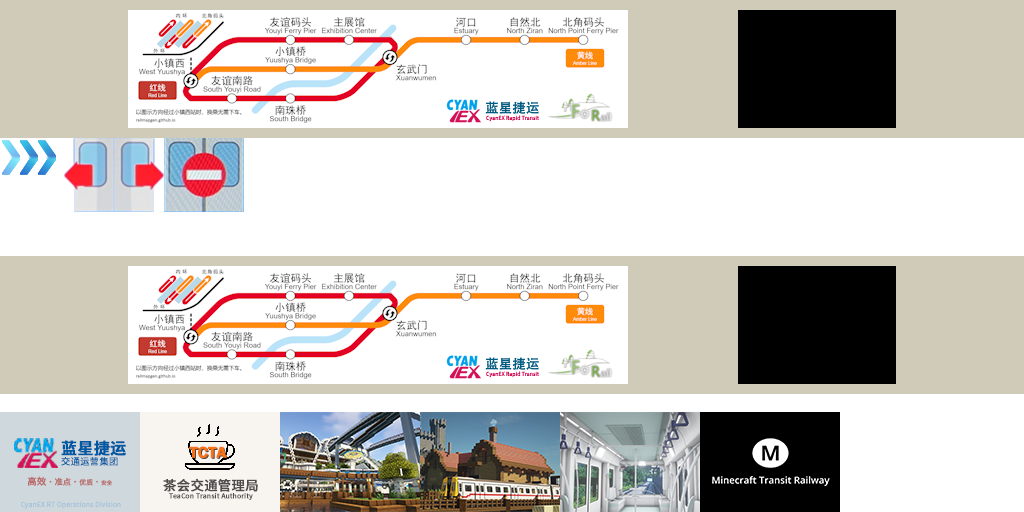 内环 北角码头
外环
小镇西
West Yuushya
红线
Red Line
友谊码头
Youyi Ferry Pier
主展馆
Exhibition Center
小镇桥
Yuushya Bridge
友谊南路
South Youyi Road
南珠桥
South Bridge
玄武门
Xuanwumen
河口
Estuary
自然北
North Ziran
北角码头
North Point Ferry Pier
黄线
Amber Line
以图示方向经过小镇西站时，换乘无需下车。
railmapgen.github.io
CYAN
EX
蓝星捷运
CyanEX Rapid Transit
FORail
内环 北角码头
外环
小镇西
West Yuushya
红线
Red Line
友谊码头
Youyi Ferry Pier
主展馆
Exhibition Center
小镇桥
Yuushya Bridge
友谊南路
South Youyi Road
南珠桥
South Bridge
玄武门
Xuanwumen
河口
Estuary
自然北
North Ziran
北角码头
North Point Ferry Pier
黄线
Amber Line
以图示方向经过小镇西站时，换乘无需下车。
railmapgen.github.io
CYAN
EX
蓝星捷运
CyanEX Rapid Transit
FORail
CYAN
EX
蓝星捷运
交通运营集团
高效·准点·优质·安全
CyanEX RT Operations Division
TCTA
茶会交通管理局
TeaCon Transit Authority
M
Minecraft Transit Railway